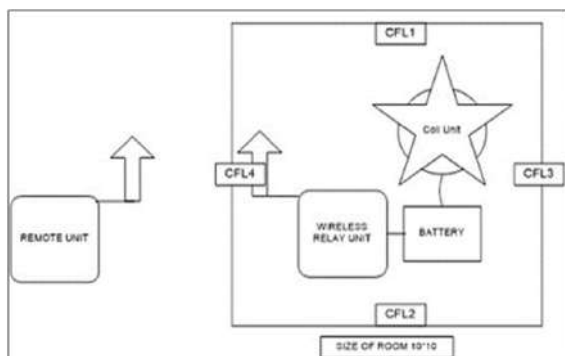 CFL1
Coil Unit
CFL4
CFL3
REMOTE UNIT
WIRELESS
RELAY UNIT
BATTERY
CFL2
SIZE OF ROOM 10*10